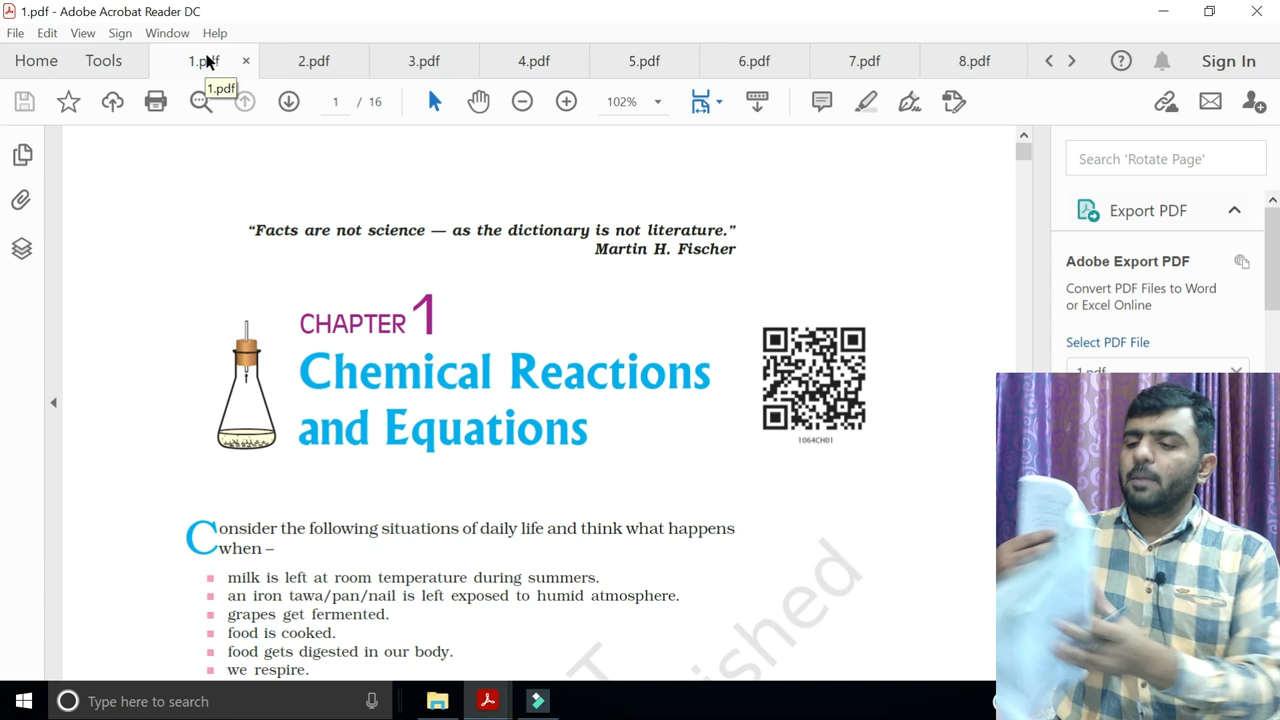 1.pdf - Adobe Acrobat Reader DC
File Edit View Sign Window Help
Home Tools 1.pdf 2.pdf 3.pdf 4.pdf 5.pdf 6.pdf 7.pdf 8.pdf Sign In
1.pdf
1 / 16 102%
Search 'Rotate Page'
Export PDF
Adobe Export PDF
Convert PDF Files to Word
or Excel Online
Select PDF File
1.pdf
“Facts are not science — as the dictionary is not literature.”
Martin H. Fischer
CHAPTER 1
Chemical Reactions
and Equations
1064CH01
Consider the following situations of daily life and think what happens
when –
milk is left at room temperature during summers.
an iron tawa/pan/nail is left exposed to humid atmosphere.
grapes get fermented.
food is cooked.
food gets digested in our body.
we respire.
Type here to search